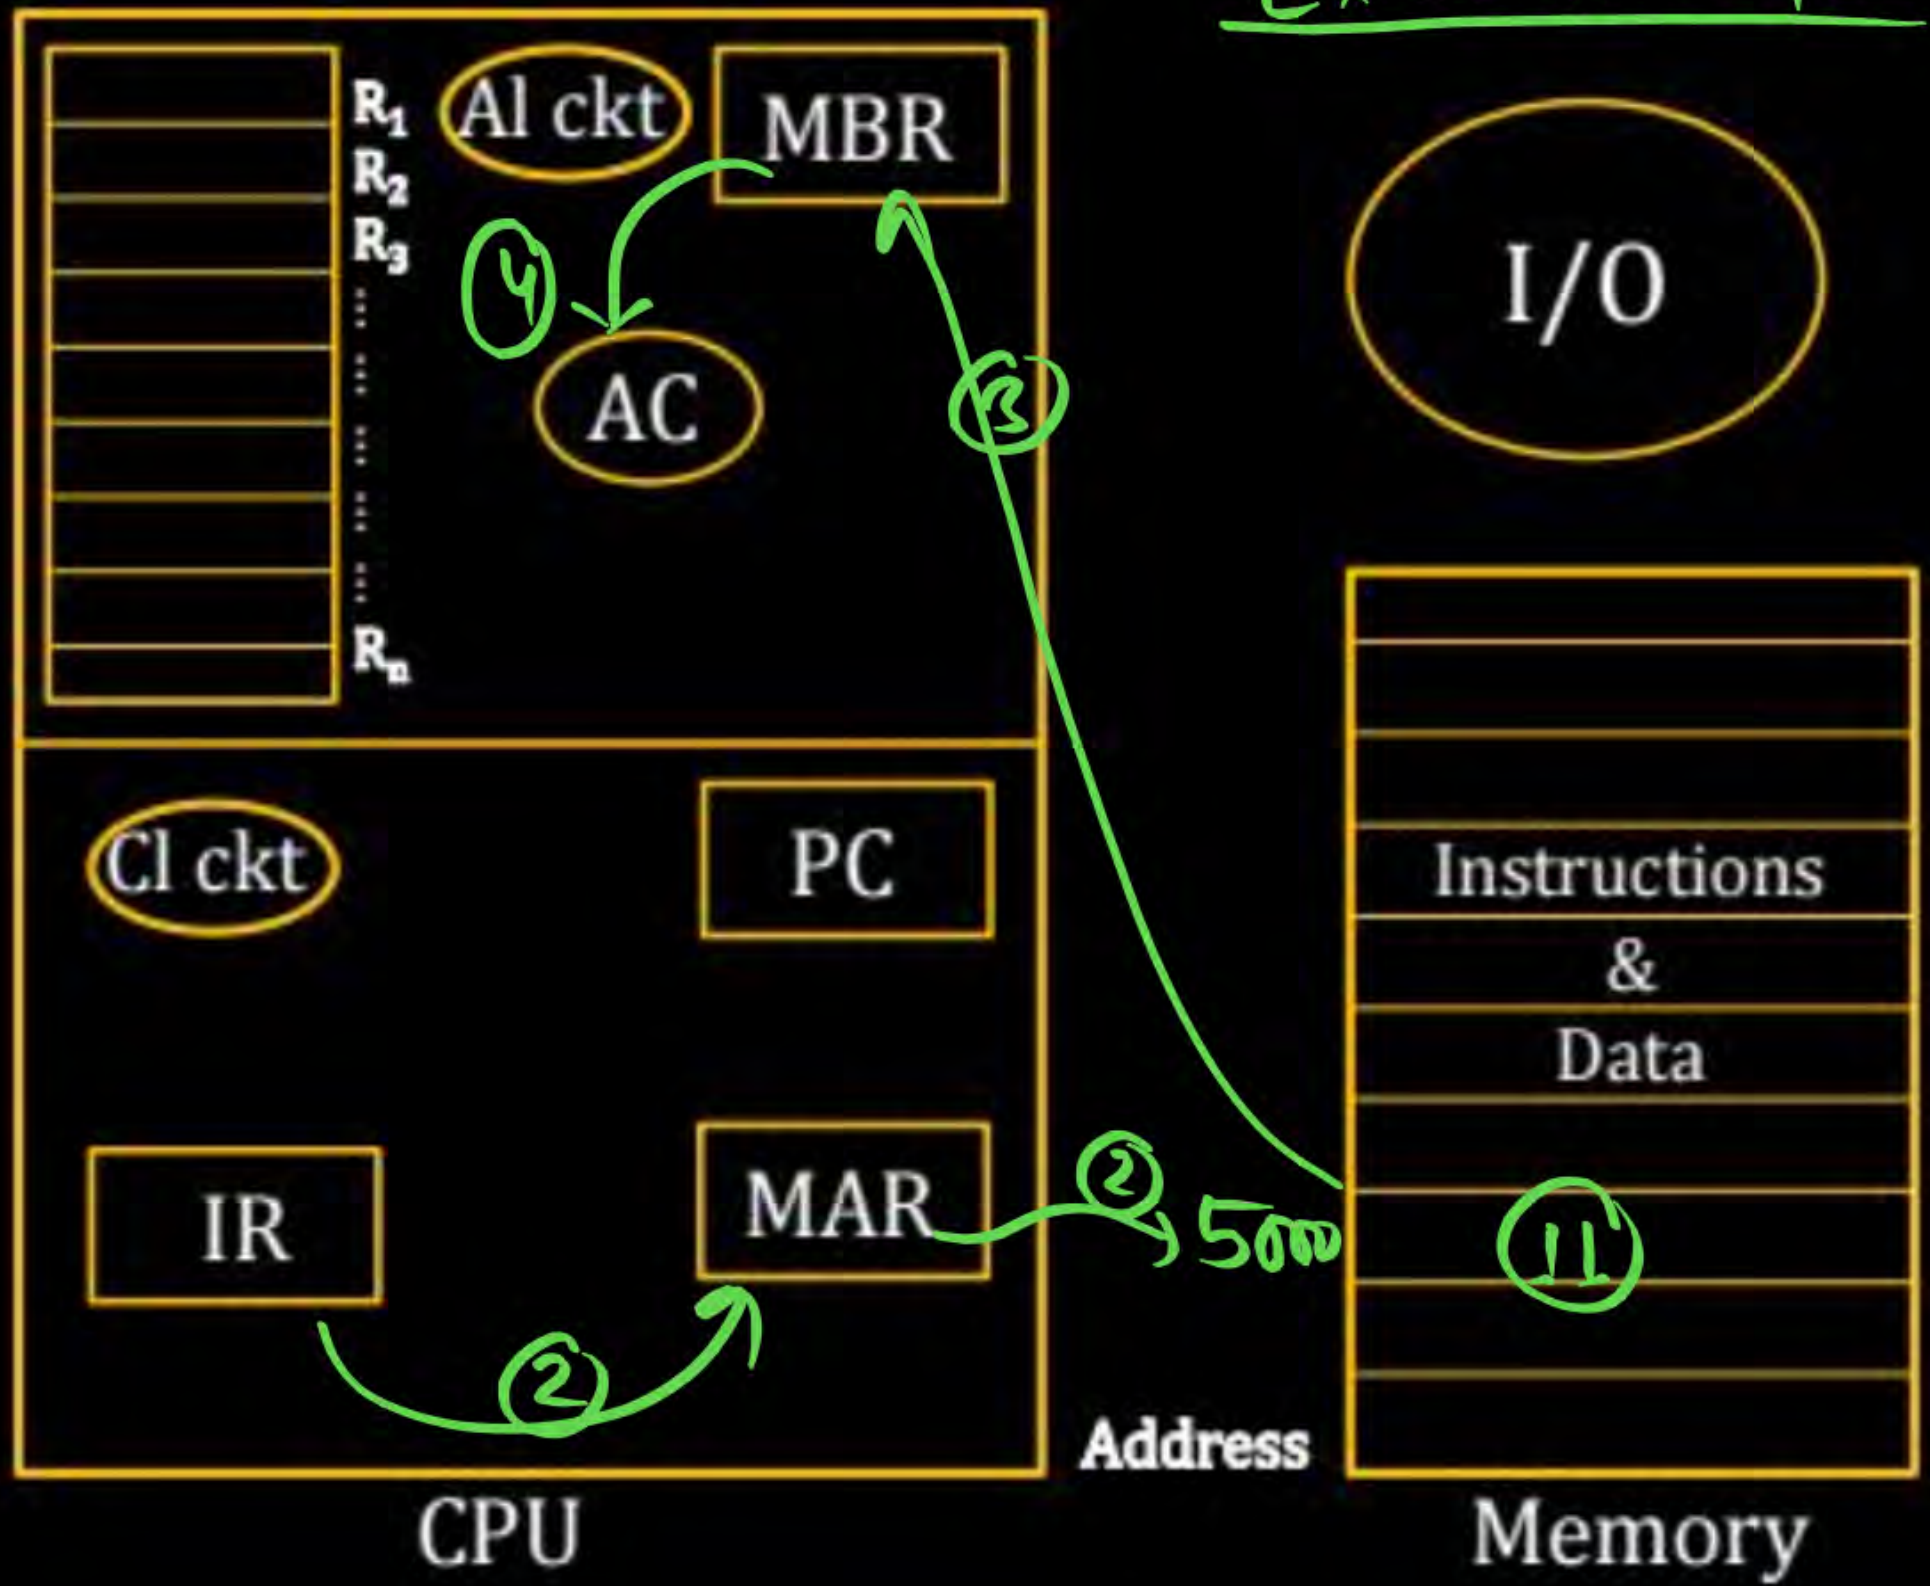 R1
R2
R3
Rn
Al ckt
MBR
4
AC
3
I/O
Cl ckt
PC
Instructions
&
Data
IR
MAR
2
5000
11
2
Address
CPU
Memory